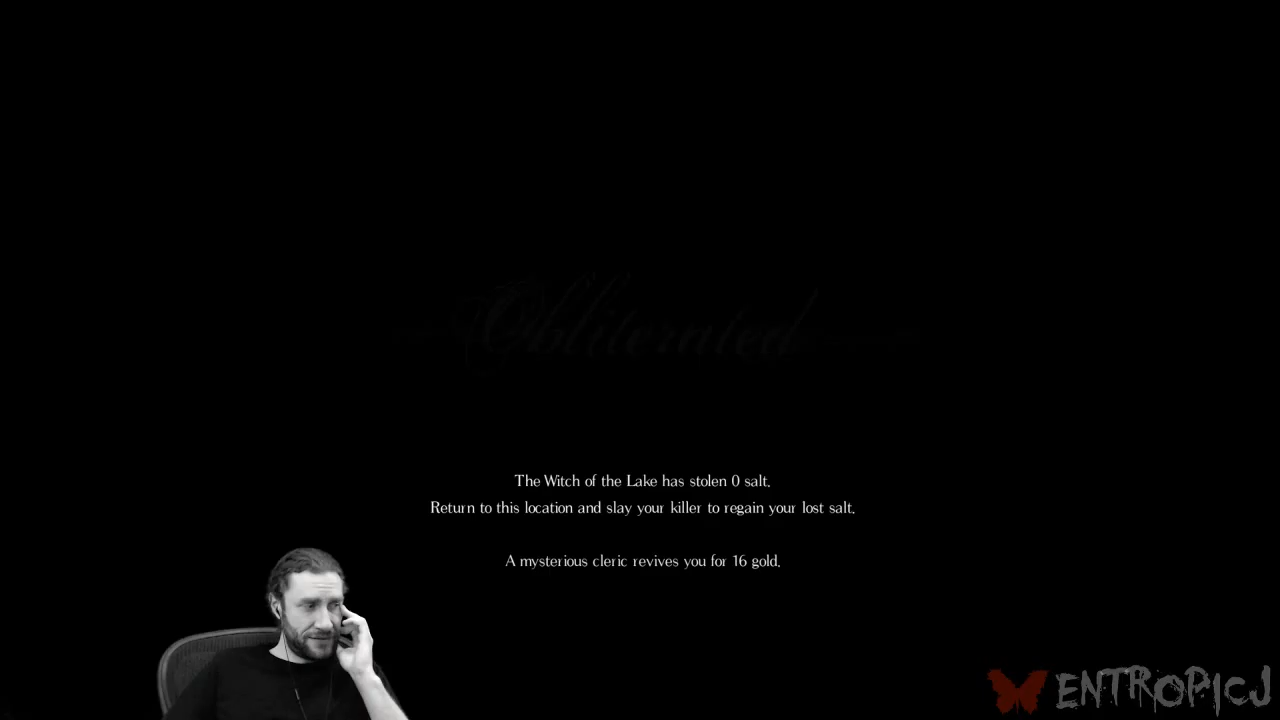 Obliterated
The Witch of the Lake has stolen 0 salt.
Return to this location and slay your killer to regain your lost salt.
A mysterious cleric revives you for 16 gold.
ENTROPICJ